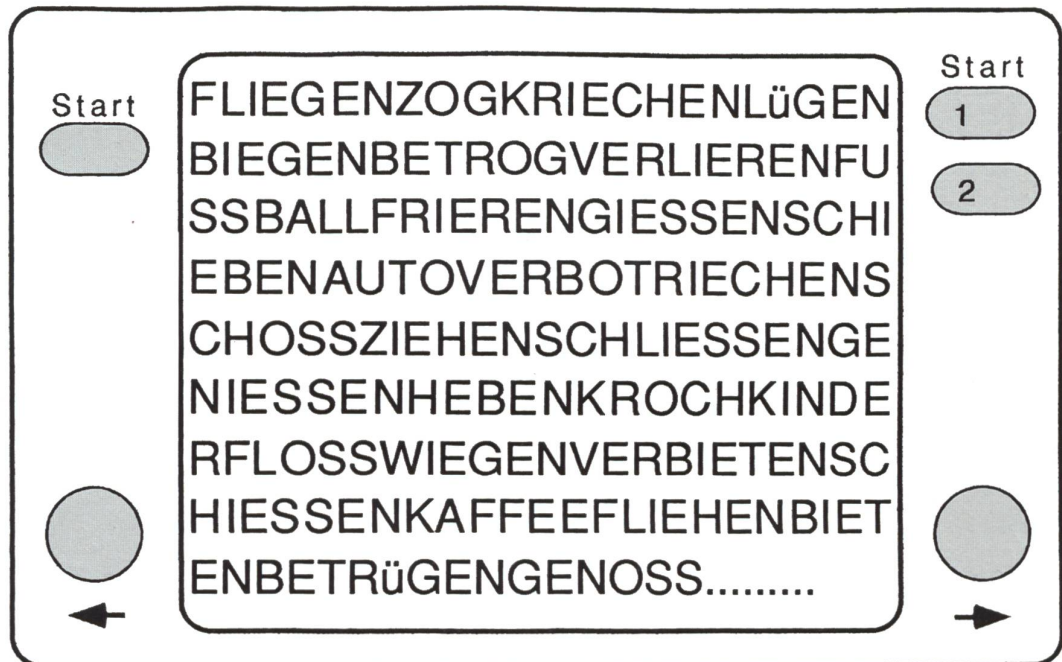 Start
Start
1
2
FLIEGENZOGKRIECHENLüGEN
BIEGENBETROGVERLIERENFU
SSBALLFRIERENGIESSENSCHI
EBENAUTOVERBOTRIECHENS
CHOSSZIEHENSCHLIESSENGE
NIESSENHEBENKROCHKINDE
RFLOSSWIEGENVERBIETENSC
HIESSENKAFFEEFLIEHENBIET
ENBETRüGENGENOSS.........